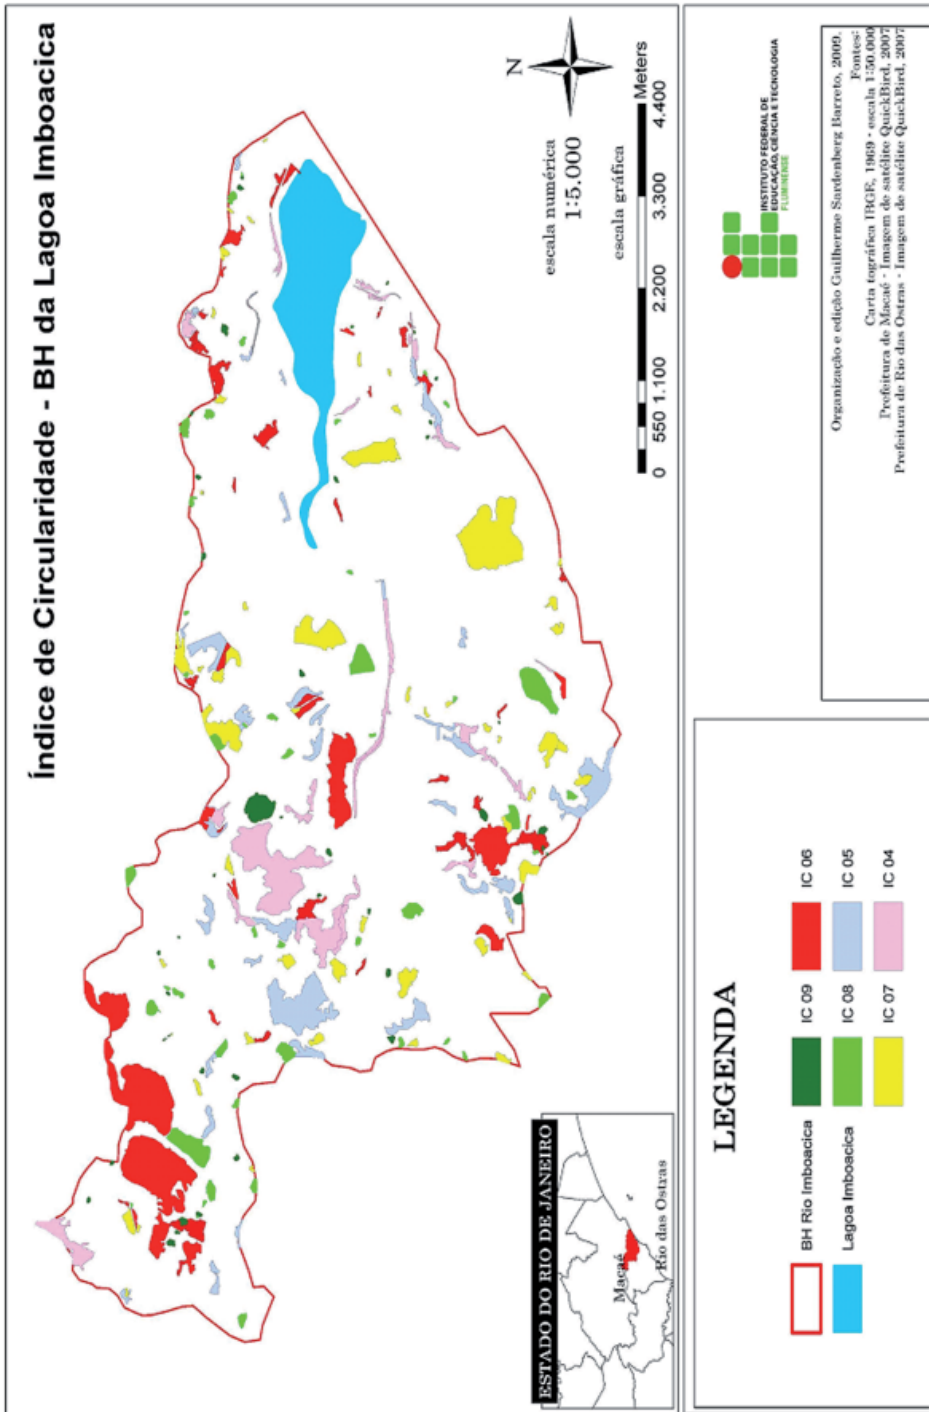 Índice de Circularidade - BH da Lagoa Imboacica
N
escala numérica
1:5.000
escala gráfica
0 550 1.100 2.200 3.300 4.400
Meters
ESTADO DO RIO DE JANEIRO
Macaé
Rio das Ostras
LEGENDA
BH Rio Imboacica
IC 09
IC 06
Lagoa Imboacica
IC 08
IC 05
IC 07
IC 04
INSTITUTO FEDERAL DE
EDUCAÇÃO, CIÊNCIA E TECNOLOGIA
FLUMINENSE
Organização e edição Guilherme Sardenberg Barreto, 2009.
Fontes:
Carta tográfica IBGE, 1969 - escala 1:50.000
Prefeitura de Macaé - Imagem de satélite QuickBird, 2007
Prefeitura de Rio das Ostras - Imagem de satélite QuickBird, 2007